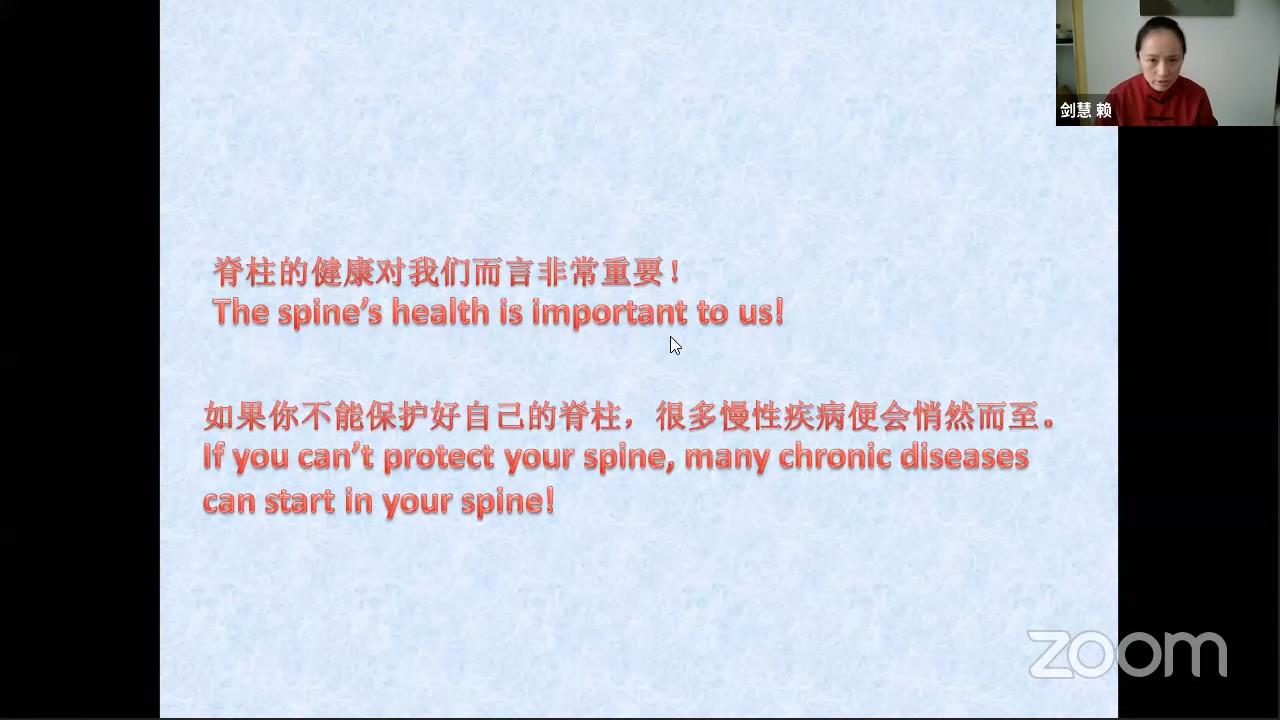 剑慧 赖
脊柱的健康对我们而言非常重要！
The spine’s health is important to us!
如果你不能保护好自己的脊柱，很多慢性疾病便会悄然而至。
If you can’t protect your spine, many chronic diseases
can start in your spine!
zoom